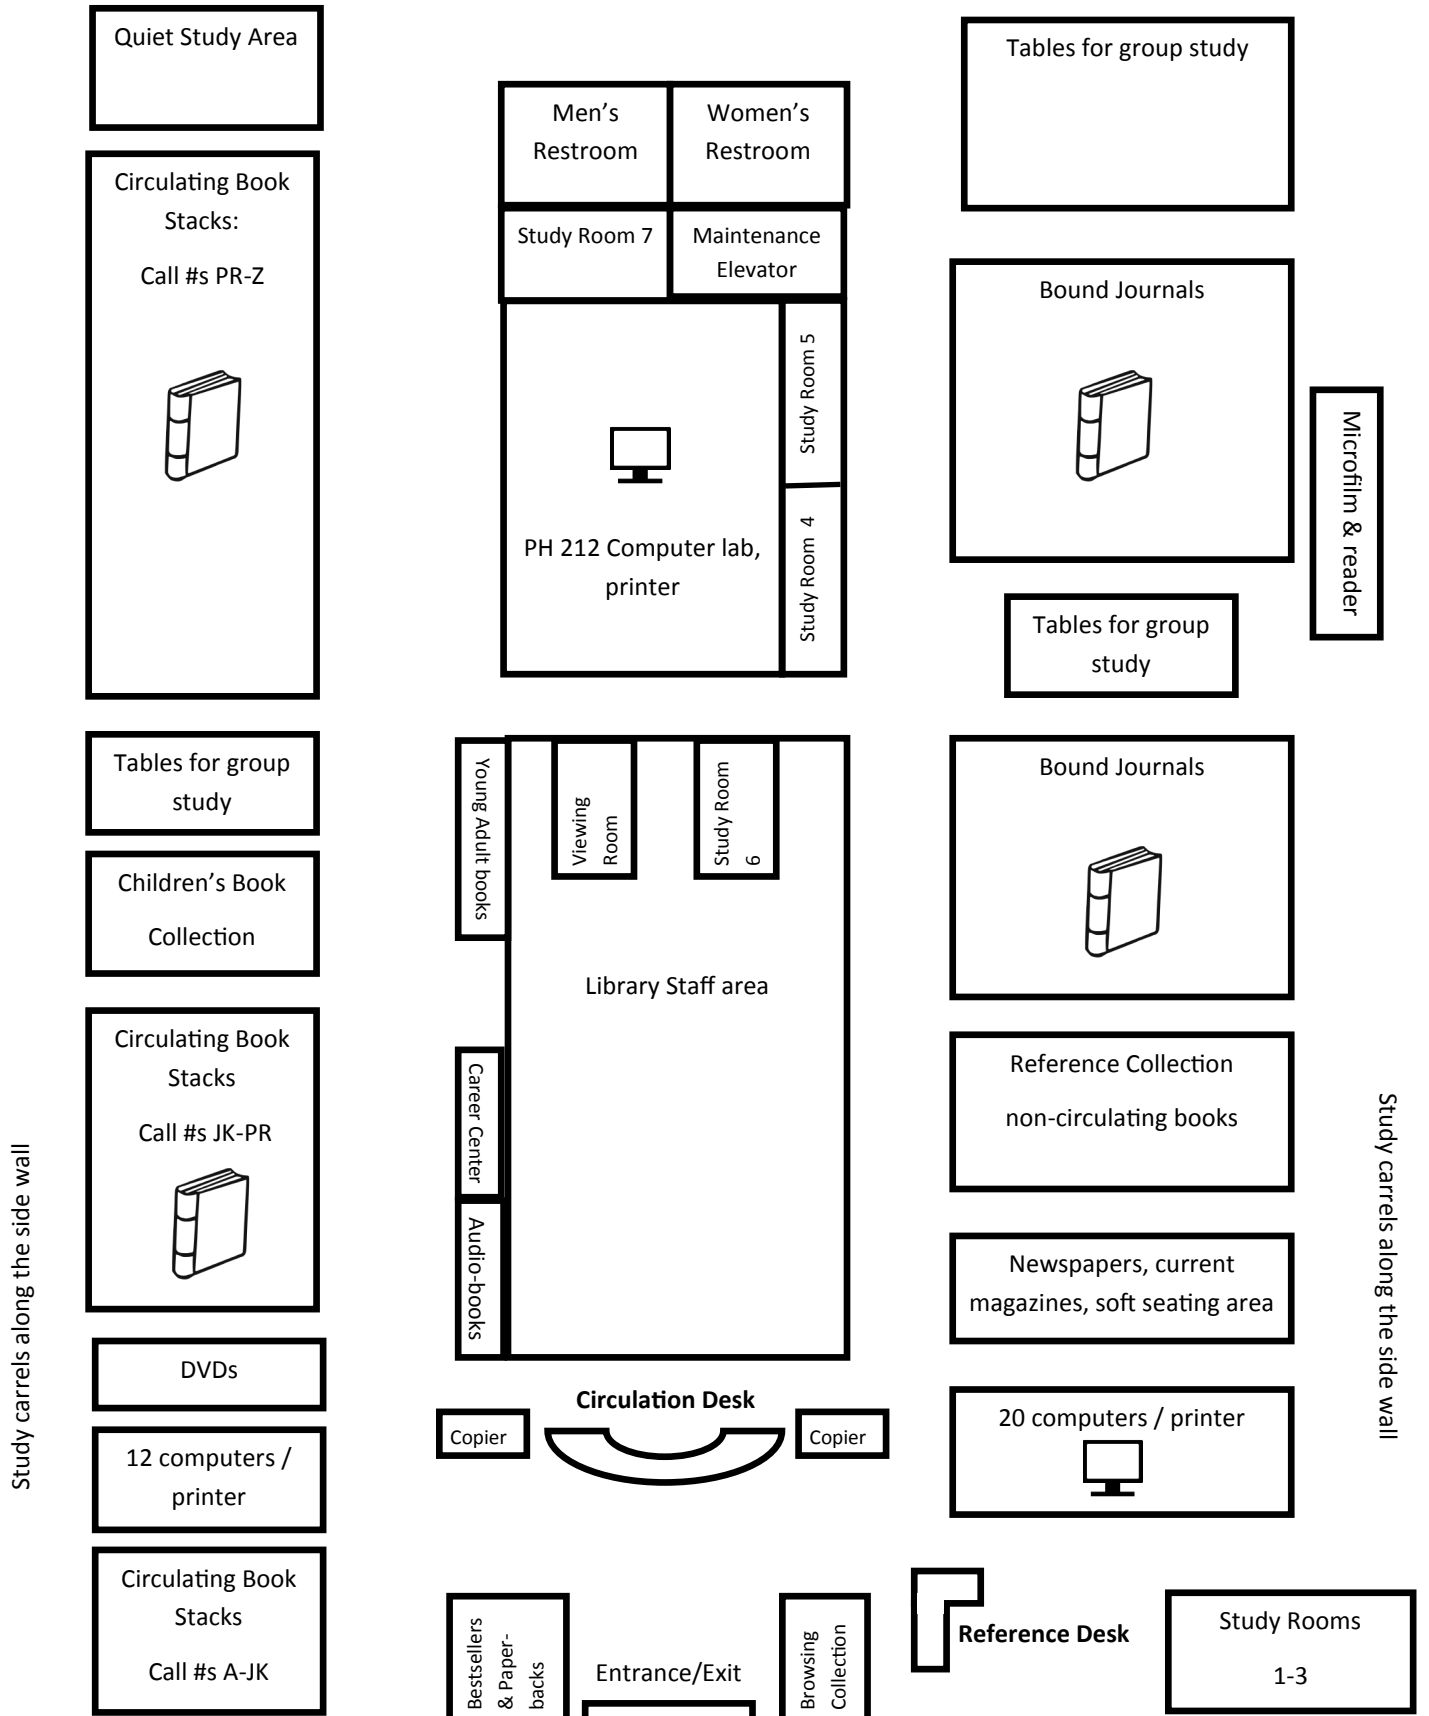 Quiet Study Area
Circulating Book
Stacks:
Call #s PR-Z
Tables for group
study
Children’s Book
Collection
Circulating Book
Stacks
Call #s JK-PR
DVDs
12 computers /
printer
Circulating Book
Stacks
Call #s A-JK
Study carrels along the side wall
Men’s
Restroom
Women’s
Restroom
Study Room 7
Maintenance
Elevator
PH 212 Computer lab,
printer
Study Room 5
Study Room 4
Young Adult books
Viewing
Room
Study Room
6
Library Staff area
Career Center
Audio-books
Circulation Desk
Copier
Copier
Bestsellers
& Paper-
backs
Entrance/Exit
Browsing
Collection
Tables for group study
Bound Journals
Microfilm & reader
Tables for group
study
Bound Journals
Reference Collection
non-circulating books
Newspapers, current
magazines, soft seating area
Study carrels along the side wall
20 computers / printer
Reference Desk
Study Rooms
1-3